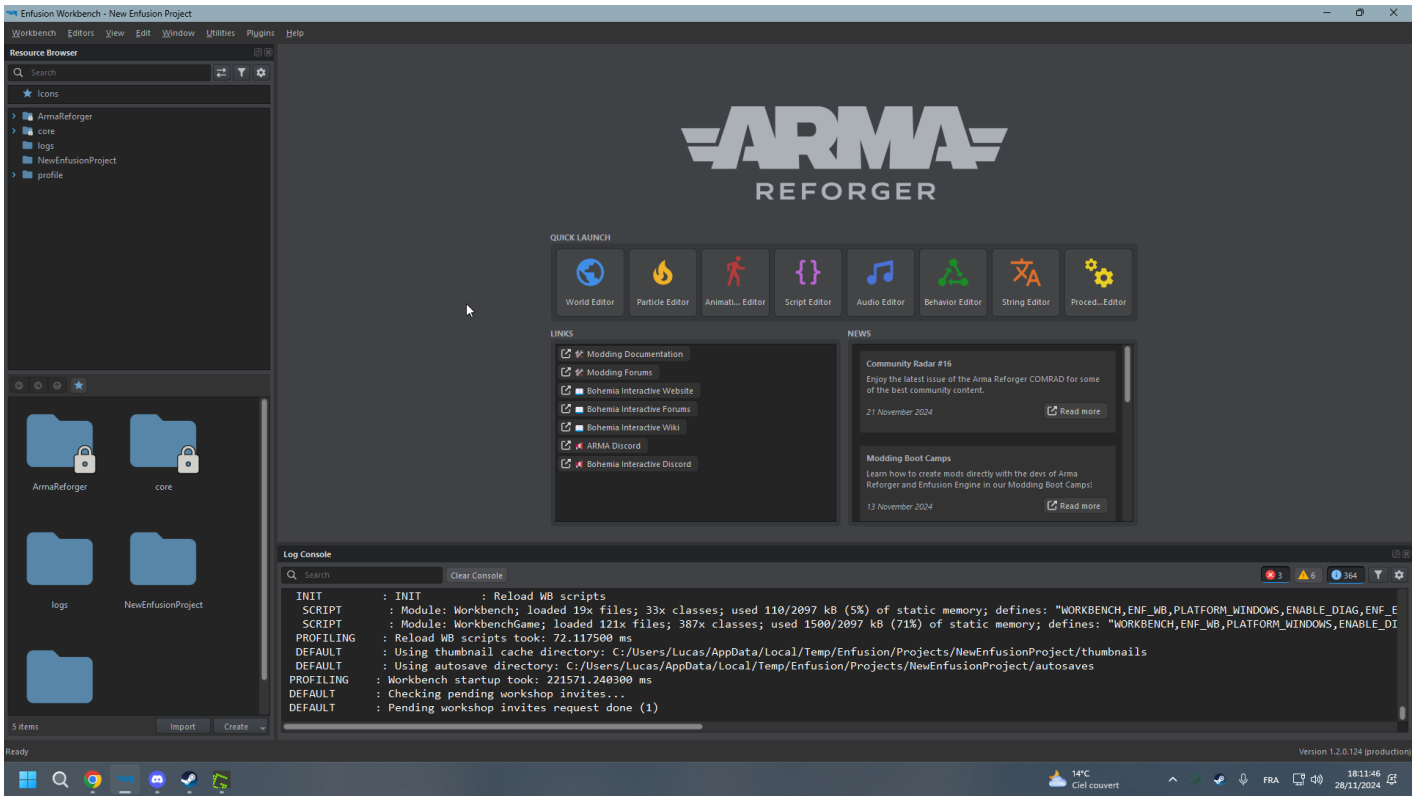 Enfusion Workbench - New Enfusion Project
Workbench Editors View Edit Window Utilities Plugins Help
Resource Browser
Search
Icons
ArmaReforger
core
logs
NewEnfusionProject
profile
ARMA
REFORGER
QUICK LAUNCH
World Editor
Particle Editor
Animati... Editor
Script Editor
Audio Editor
Behavior Editor
String Editor
Proced...Editor
LINKS
Modding Documentation
Modding Forums
Bohemia Interactive Website
Bohemia Interactive Forums
Bohemia Interactive Wiki
ARMA Discord
Bohemia Interactive Discord
NEWS
Community Radar #16
Enjoy the latest issue of the Arma Reforger COMRAD for some
of the best community content.
21 November 2024
Read more
Modding Boot Camps
Learn how to create mods directly with the devs of Arma
Reforger and Enfusion Engine in our Modding Boot Camps!
13 November 2024
Read more
ArmaReforger
core
logs
NewEnfusionProject
5 items
Import
Create
Log Console
Search
Clear Console
3
6
364
INIT : INIT : Reload WB scripts
SCRIPT : Module: Workbench; loaded 19x files; 33x classes; used 110/2097 kB (5%) of static memory; defines: "WORKBENCH,ENF_WB,PLATFORM_WINDOWS,ENABLE_DIAG,ENF_E
SCRIPT : Module: WorkbenchGame; loaded 121x files; 387x classes; used 1500/2097 kB (71%) of static memory; defines: "WORKBENCH,ENF_WB,PLATFORM_WINDOWS,ENABLE_DI
PROFILING : Reload WB scripts took: 72.117500 ms
DEFAULT : Using thumbnail cache directory: C:/Users/Lucas/AppData/Local/Temp/Enfusion/Projects/NewEnfusionProject/thumbnails
DEFAULT : Using autosave directory: C:/Users/Lucas/AppData/Local/Temp/Enfusion/Projects/NewEnfusionProject/autosaves
PROFILING : Workbench startup took: 221571.240300 ms
DEFAULT : Checking pending workshop invites...
DEFAULT : Pending workshop invites request done (1)
Ready
Version 1.2.0.124 (production)
14°C
Ciel couvert
FRA
18:11:46
28/11/2024